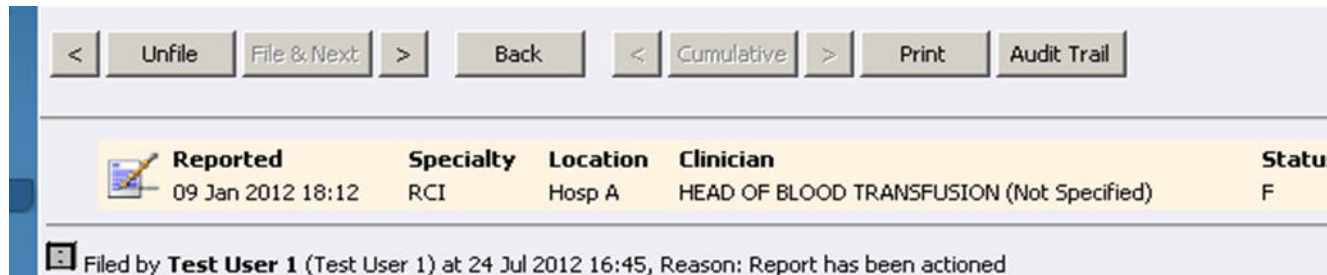 < Unfile File & Next > Back < Cumulative > Print Audit Trail
Reported Specialty Location Clinician Status
09 Jan 2012 18:12 RCI Hosp A HEAD OF BLOOD TRANSFUSION (Not Specified) F
Filed by Test User 1 (Test User 1) at 24 Jul 2012 16:45, Reason: Report has been actioned